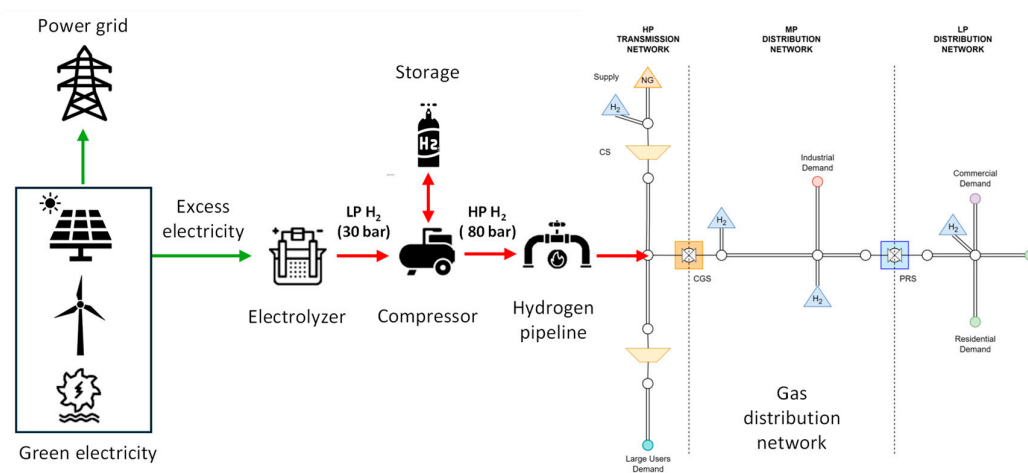 Power grid
Storage
H2
Excess
electricity
LP H₂
(30 bar)
HP H₂
( 80 bar)
Electrolyzer
Compressor
Hydrogen
pipeline
Green electricity
HP
TRANSMISSION
NETWORK
MP
DISTRIBUTION
NETWORK
LP
DISTRIBUTION
NETWORK
Supply
NG
H₂
CS
Industrial
Demand
Commercial
Demand
H₂
H₂
CGS
H₂
PRS
Residential
Demand
Gas
distribution
network
Large Users
Demand